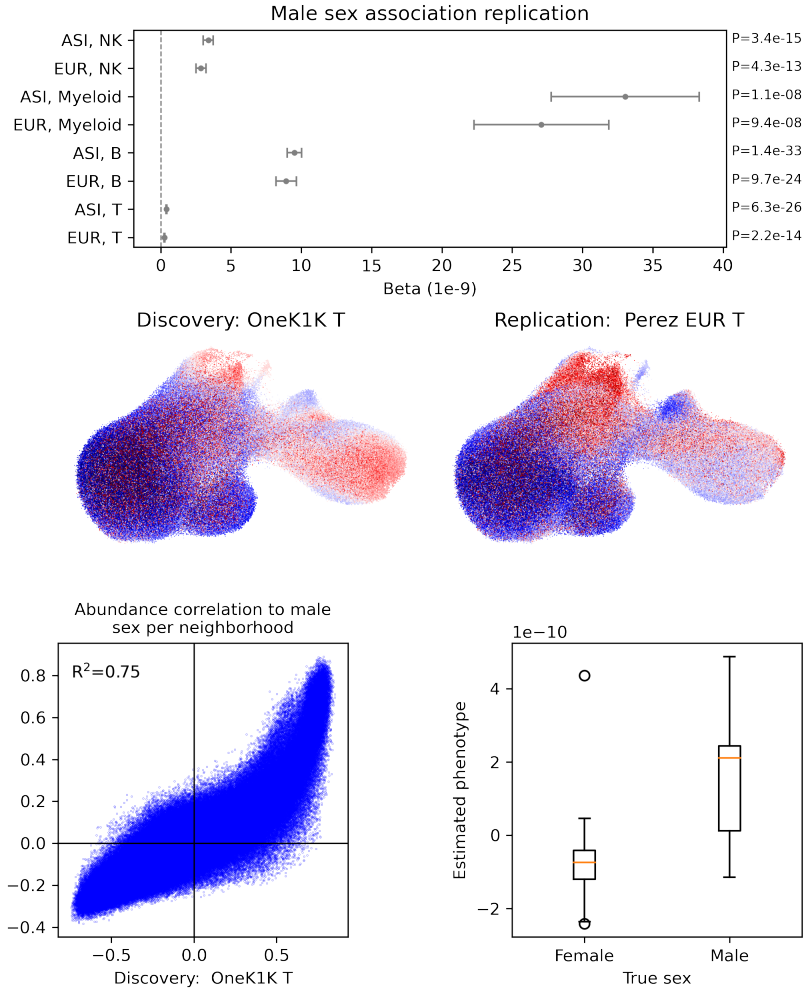 Male sex association replication
ASI, NK
P=3.4e-15
EUR, NK
P=4.3e-13
ASI, Myeloid
P=1.1e-08
EUR, Myeloid
P=9.4e-08
ASI, B
P=1.4e-33
EUR, B
P=9.7e-24
ASI, T
P=6.3e-26
EUR, T
P=2.2e-14
0 5 10 15 20 25 30 35 40
Beta (1e-9)
Discovery: OneK1K T
Replication:  Perez EUR T
Abundance correlation to male
sex per neighborhood
R²=0.75
0.8
0.6
0.4
0.2
0.0
−0.2
−0.4
−0.5 0.0 0.5
Discovery:  OneK1K T
1e−10
Estimated phenotype
4
2
0
−2
Female Male
True sex